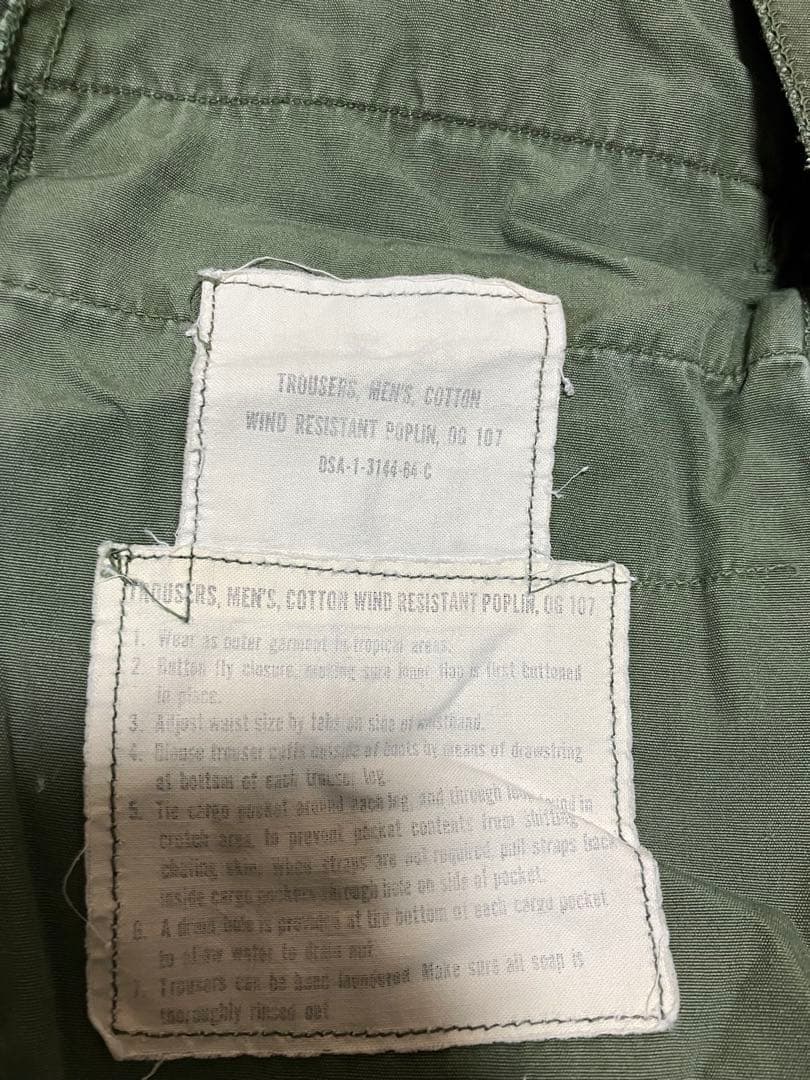 TROUSERS, MEN'S, COTTON
WIND RESISTANT POPLIN, OG 107
DSA-1-3144-64 C
TROUSERS, MEN'S, COTTON WIND RESISTANT POPLIN, OG 107
1. Wear as outer garment in tropical areas.
2. Button fly closure, making sure inner flap is first buttoned
in place.
3. Adjust waist size by tabs on side of waistband.
4. Blouse trouser cuffs outside of boots by means of drawstring
at bottom of each trouser leg
5. Tie cargo pocket around each leg, and through loop found in
crotch area, to prevent pocket contents from shifting
chafing skin. When straps are not required, pull straps back
inside cargo pockets through hole on side of pocket.
6. A drain hole is provided at the bottom of each cargo pocket
to allow water to drain out
7. Trousers can be hand laundered. Make sure all soap is
thoroughly rinsed out